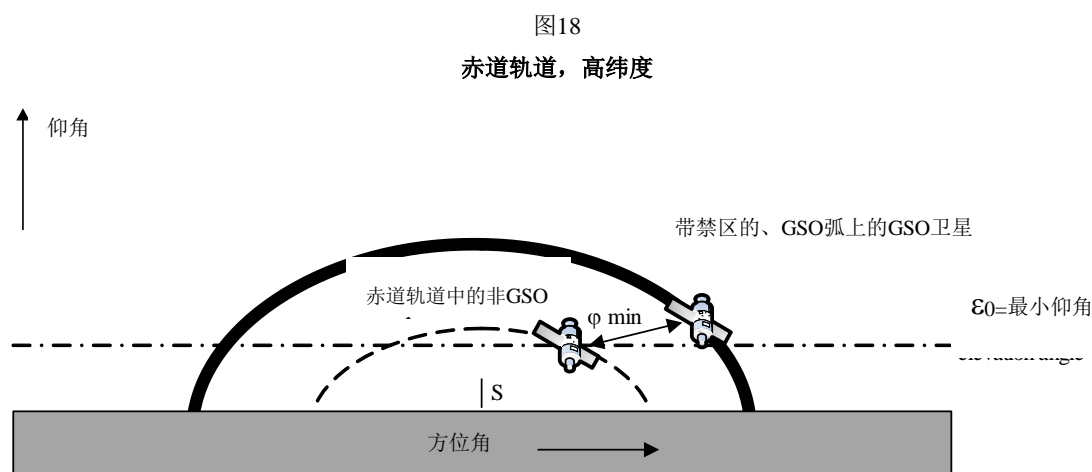 图18
赤道轨道，高纬度
仰角
带禁区的、GSO弧上的GSO卫星
赤道轨道中的非GSO
φ min
ε0=最小仰角
elevation angle
S
方位角